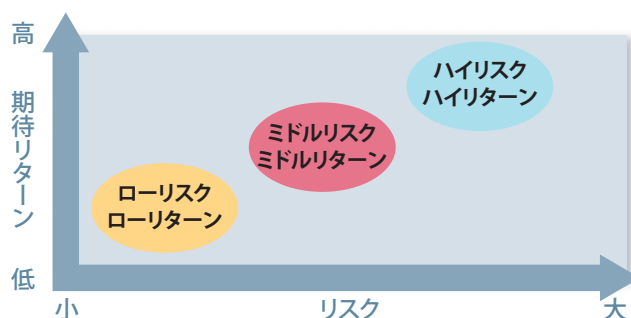 高
期待リターン
低
ハイリスク
ハイリターン
ミドルリスク
ミドルリターン
ローリスク
ローリターン
小
リスク
大